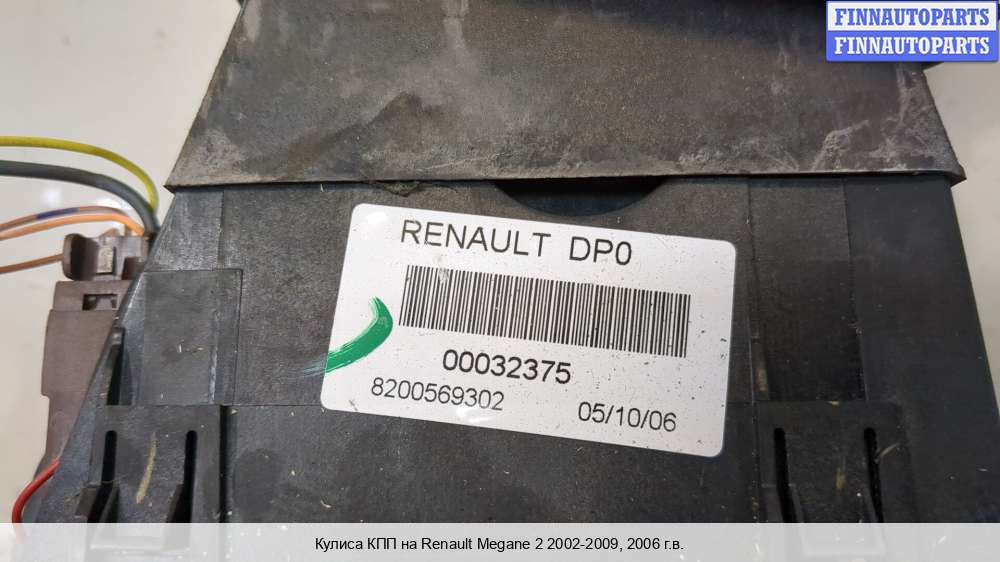 FINNAUTOPARTS
FINNAUTOPARTS
RENAULT DP0
00032375
8200569302 05/10/06
Кулиса КПП на Renault Megane 2 2002-2009, 2006 г.в.